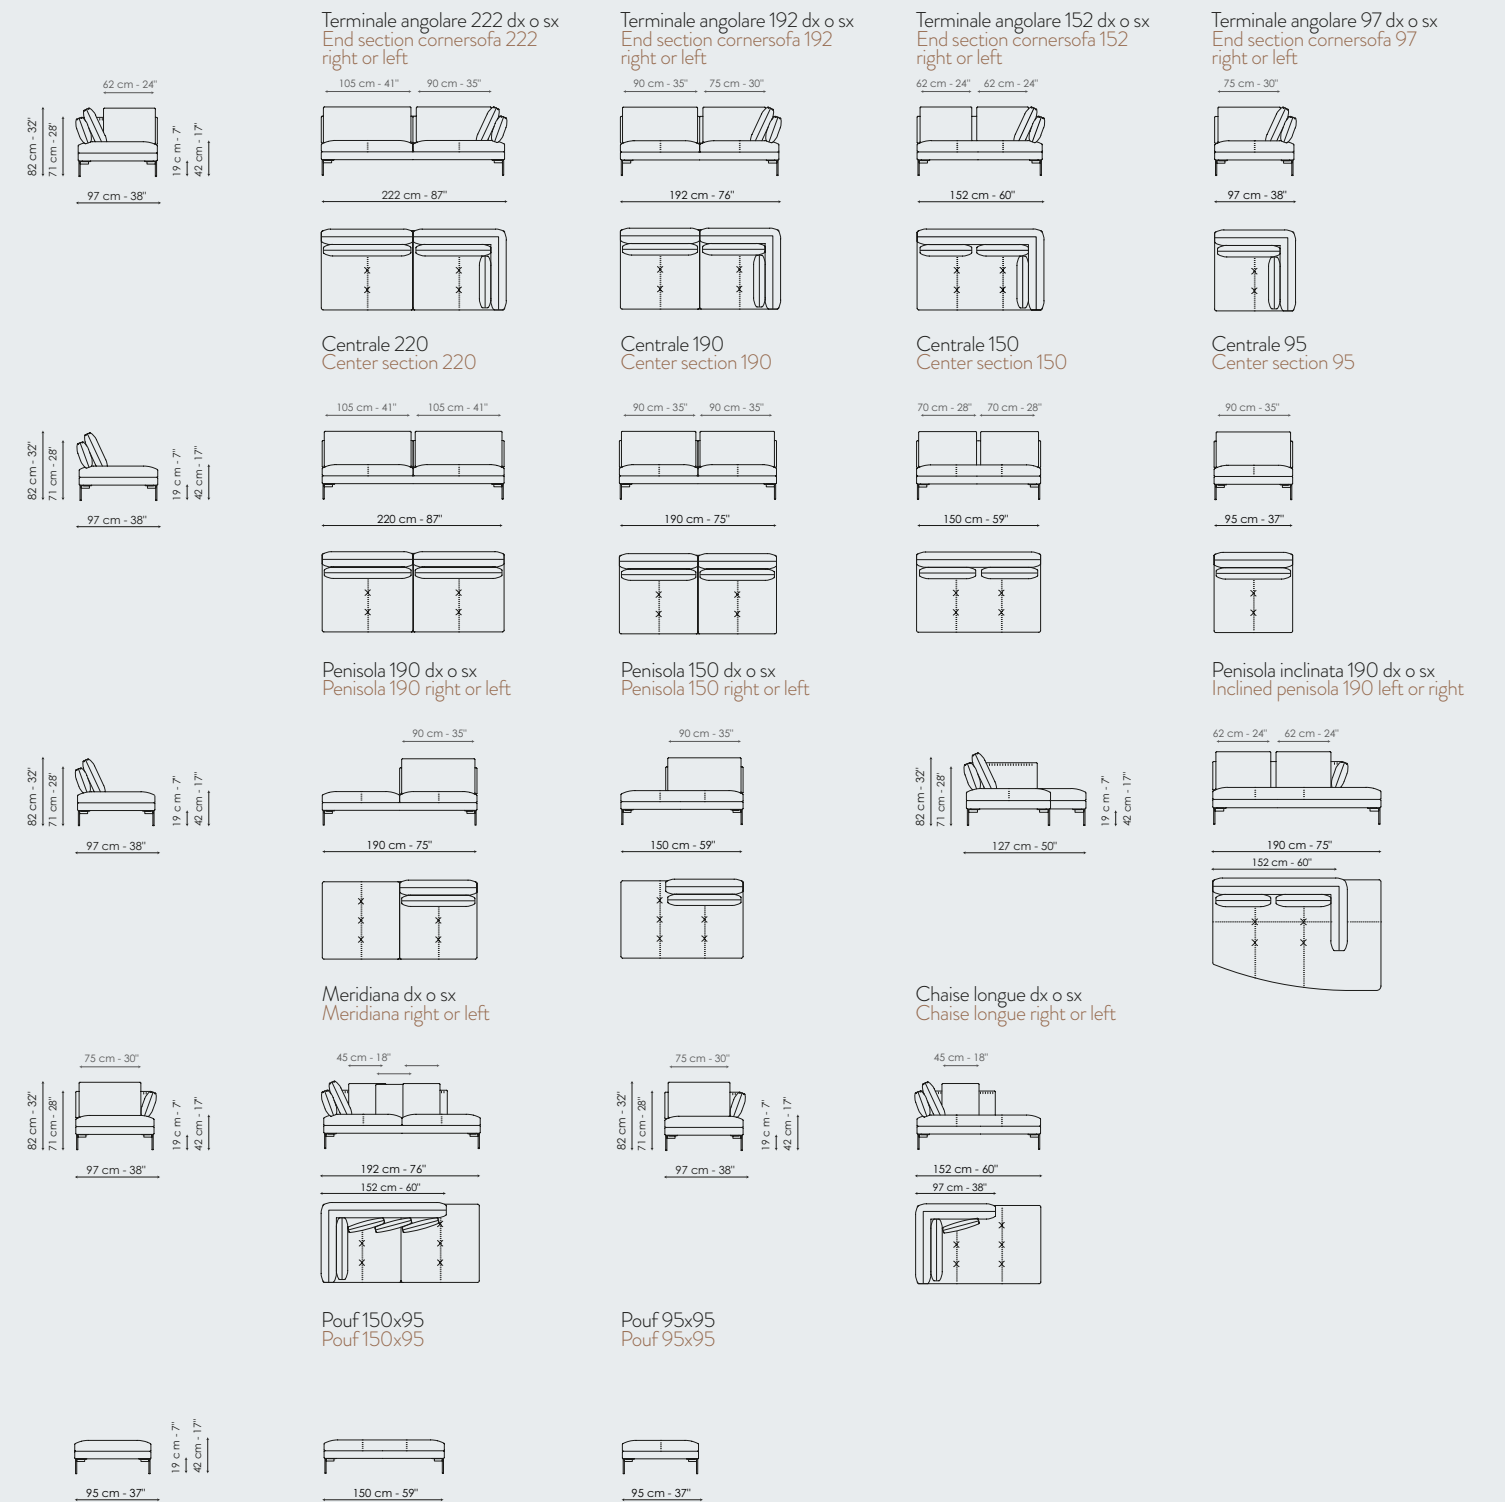 Terminale angolare 222 dx o sx
End section cornersofa 222
right or left
Terminale angolare 192 dx o sx
End section cornersofa 192
right or left
Terminale angolare 152 dx o sx
End section cornersofa 152
right or left
Terminale angolare 97 dx o sx
End section cornersofa 97
right or left
62 cm - 24"
82 cm - 32"
71 cm - 28"
19 c m - 7"
42 cm - 17"
97 cm - 38"
105 cm - 41"
90 cm - 35"
222 cm - 87"
90 cm - 35"
75 cm - 30"
192 cm - 76"
62 cm - 24"
62 cm - 24"
152 cm - 60"
75 cm - 30"
97 cm - 38"
Centrale 220
Center section 220
Centrale 190
Center section 190
Centrale 150
Center section 150
Centrale 95
Center section 95
82 cm - 32"
71 cm - 28'
19 c m - 7"
42 cm - 17"
97 cm - 38"
105 cm - 41"
105 cm - 41"
220 cm - 87"
90 cm - 35"
90 cm - 35"
190 cm - 75"
70 cm - 28"
70 cm - 28"
150 cm - 59"
90 cm - 35"
95 cm - 37"
Penisola 190 dx o sx
Penisola 190 right or left
Penisola 150 dx o sx
Penisola 150 right or left
Penisola inclinata 190 dx o sx
Inclined penisola 190 left or right
82 cm - 32"
71 cm - 28"
19 c m - 7"
42 cm - 17"
97 cm - 38"
90 cm - 35"
190 cm - 75"
90 cm - 35"
150 cm - 59"
82 cm - 32"
71 cm - 28"
19 c m - 7"
42 cm - 17"
127 cm - 50"
62 cm - 24"
62 cm - 24"
190 cm - 75"
152 cm - 60"
Meridiana dx o sx
Meridiana right or left
Chaise longue dx o sx
Chaise longue right or left
75 cm - 30"
82 cm - 32"
71 cm - 28"
19 c m - 7"
42 cm - 17"
97 cm - 38"
45 cm - 18"
192 cm - 76"
152 cm - 60"
75 cm - 30"
82 cm - 32"
71 cm - 28"
19 c m - 7"
42 cm - 17"
97 cm - 38"
45 cm - 18"
152 cm - 60"
97 cm - 38"
Pouf 150x95
Pouf 150x95
Pouf 95x95
Pouf 95x95
19 c m - 7"
42 cm - 17"
95 cm - 37"
150 cm - 59"
95 cm - 37"